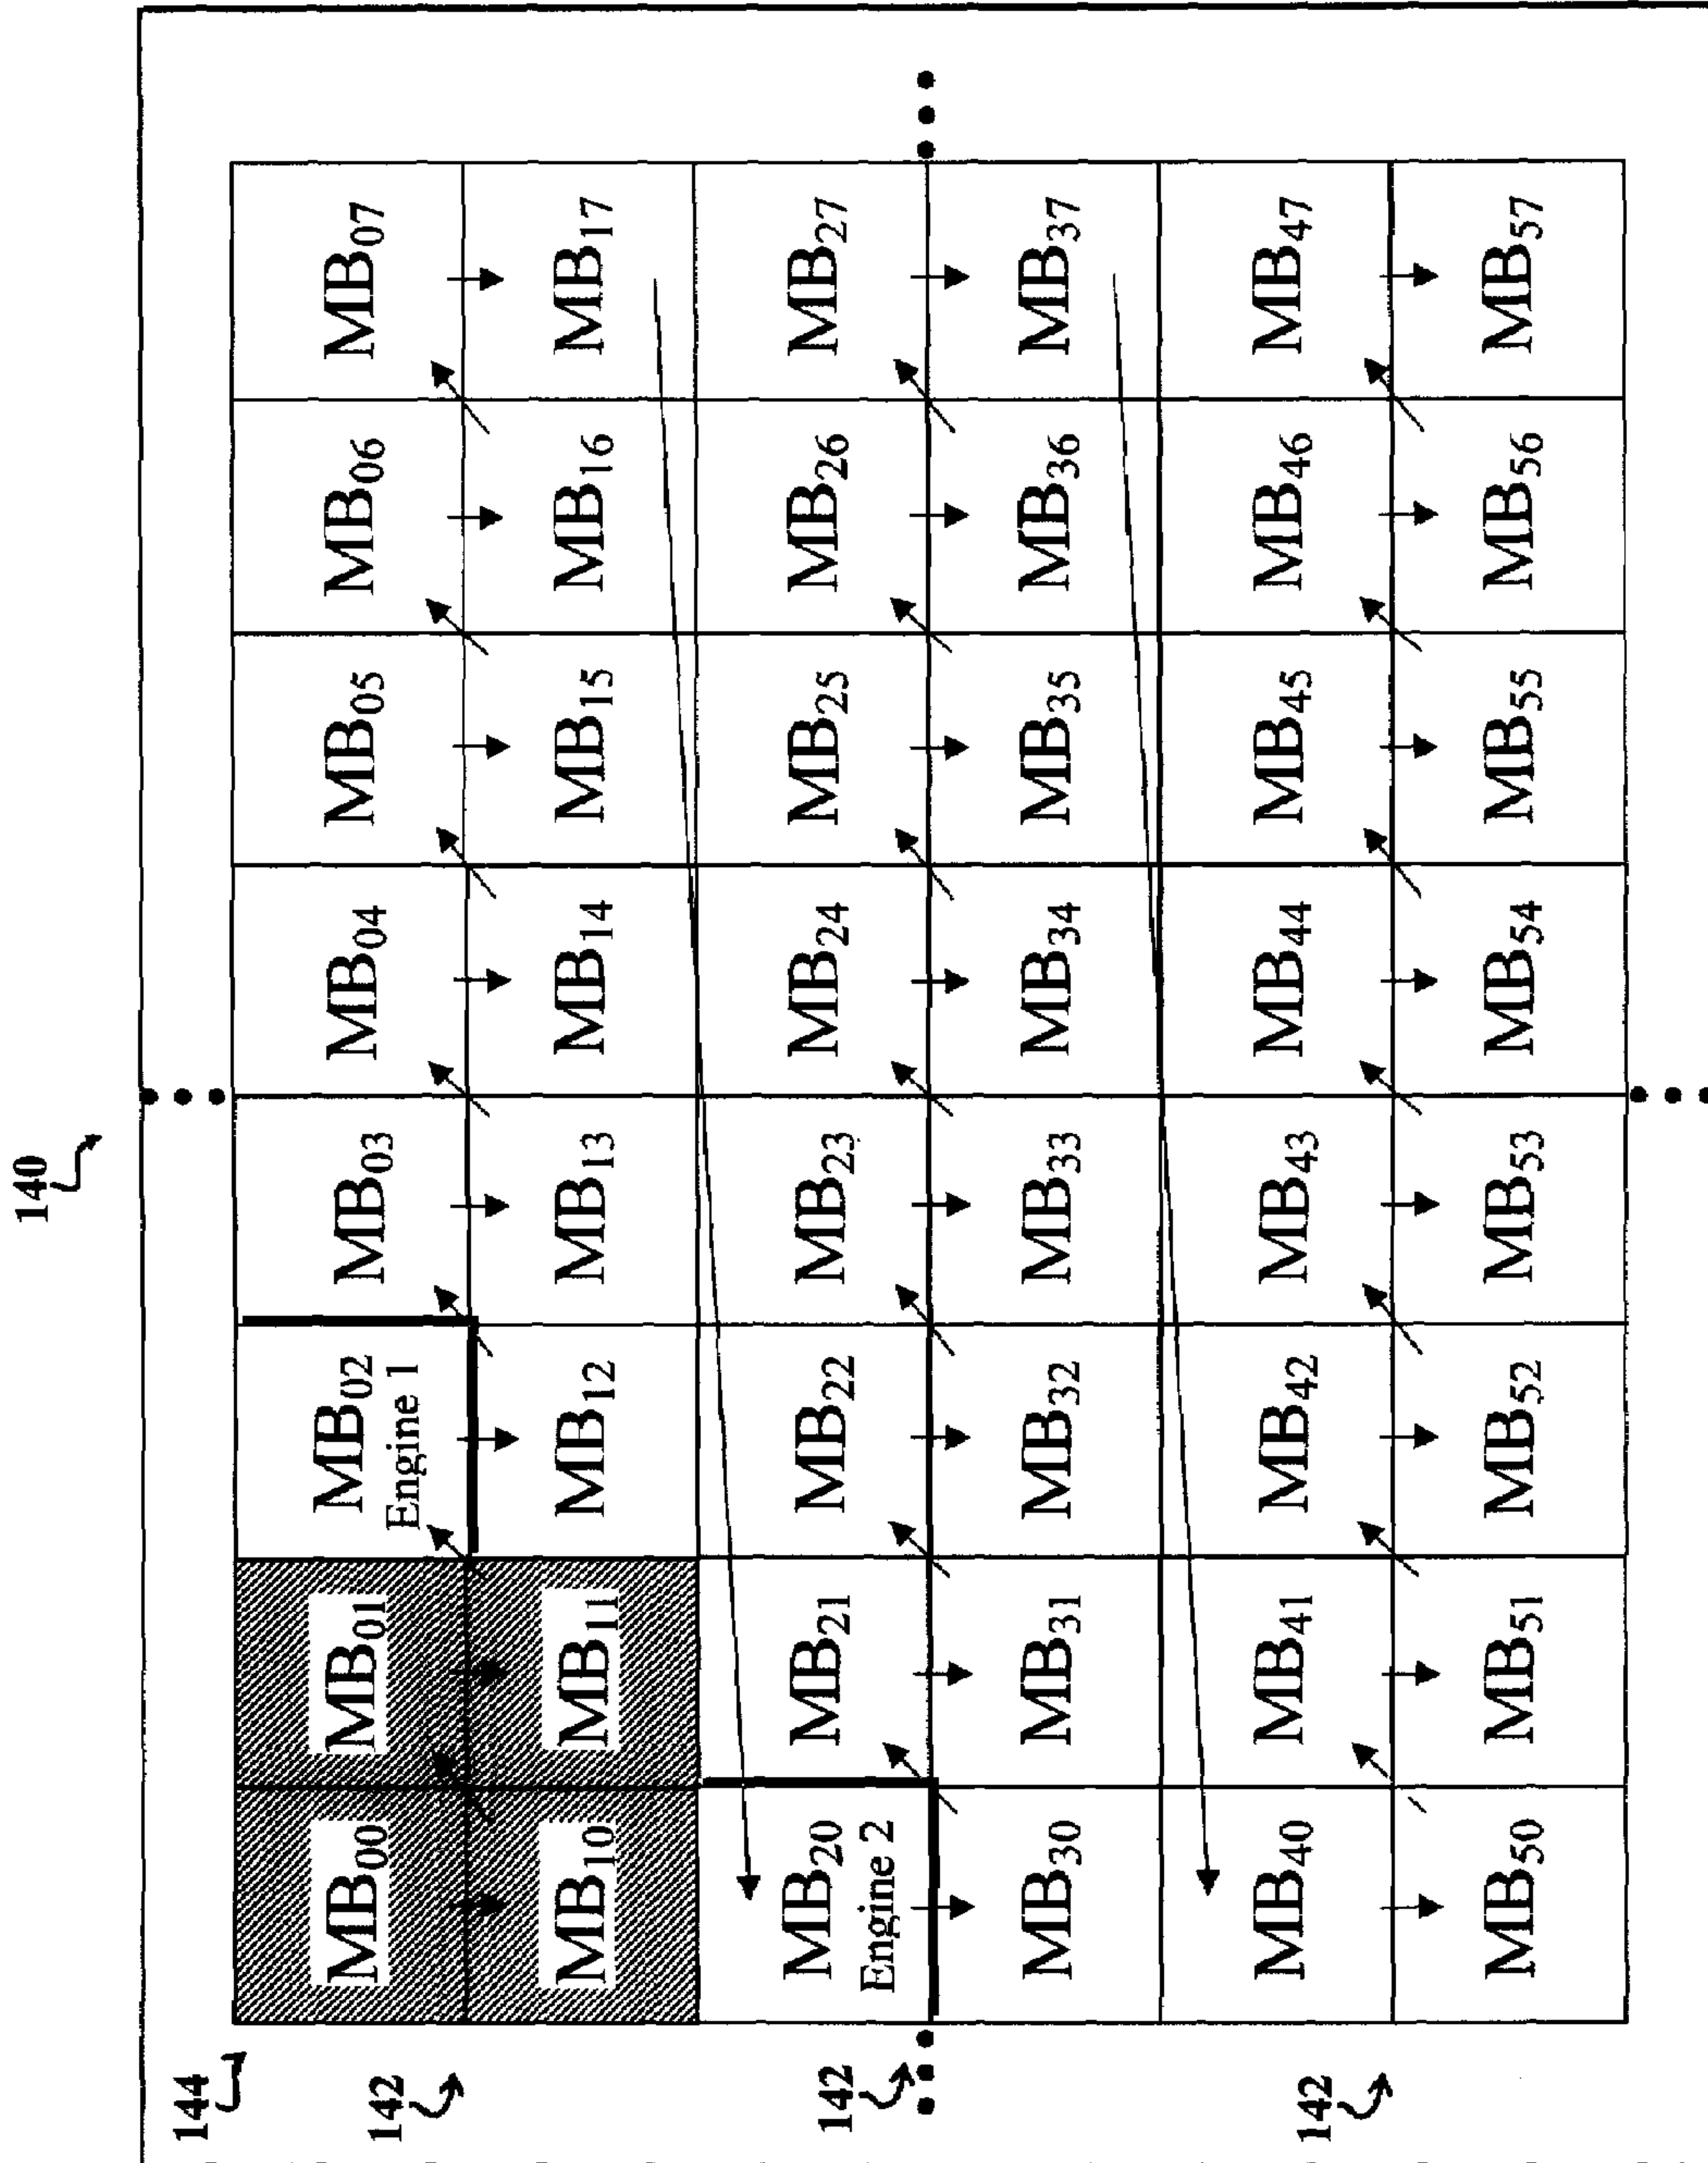 140
144
MB₀₀ MB₀₁ MB₀₂ MB₀₃ MB₀₄ MB₀₅ MB₀₆ MB₀₇
Engine 1
142
MB₁₀ MB₁₁ MB₁₂ MB₁₃ MB₁₄ MB₁₅ MB₁₆ MB₁₇
MB₂₀ MB₂₁ MB₂₂ MB₂₃ MB₂₄ MB₂₅ MB₂₆ MB₂₇
Engine 2
142
MB₃₀ MB₃₁ MB₃₂ MB₃₃ MB₃₄ MB₃₅ MB₃₆ MB₃₇
MB₄₀ MB₄₁ MB₄₂ MB₄₃ MB₄₄ MB₄₅ MB₄₆ MB₄₇
142
MB₅₀ MB₅₁ MB₅₂ MB₅₃ MB₅₄ MB₅₅ MB₅₆ MB₅₇